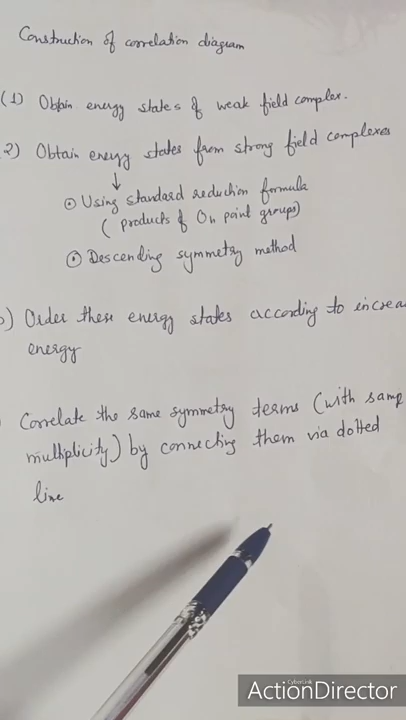 Construction of correlation diagram
(1) Obtain energy states of weak field complex.
2) Obtain energy states from strong field complexes
Using standard reduction formula
(products of Oh point groups)
Descending symmetry method
) Order these energy states according to increa
energy
Correlate the same symmetry terms (with same
multiplicity) by connecting them via dotted
line
CyberLink
ActionDirector